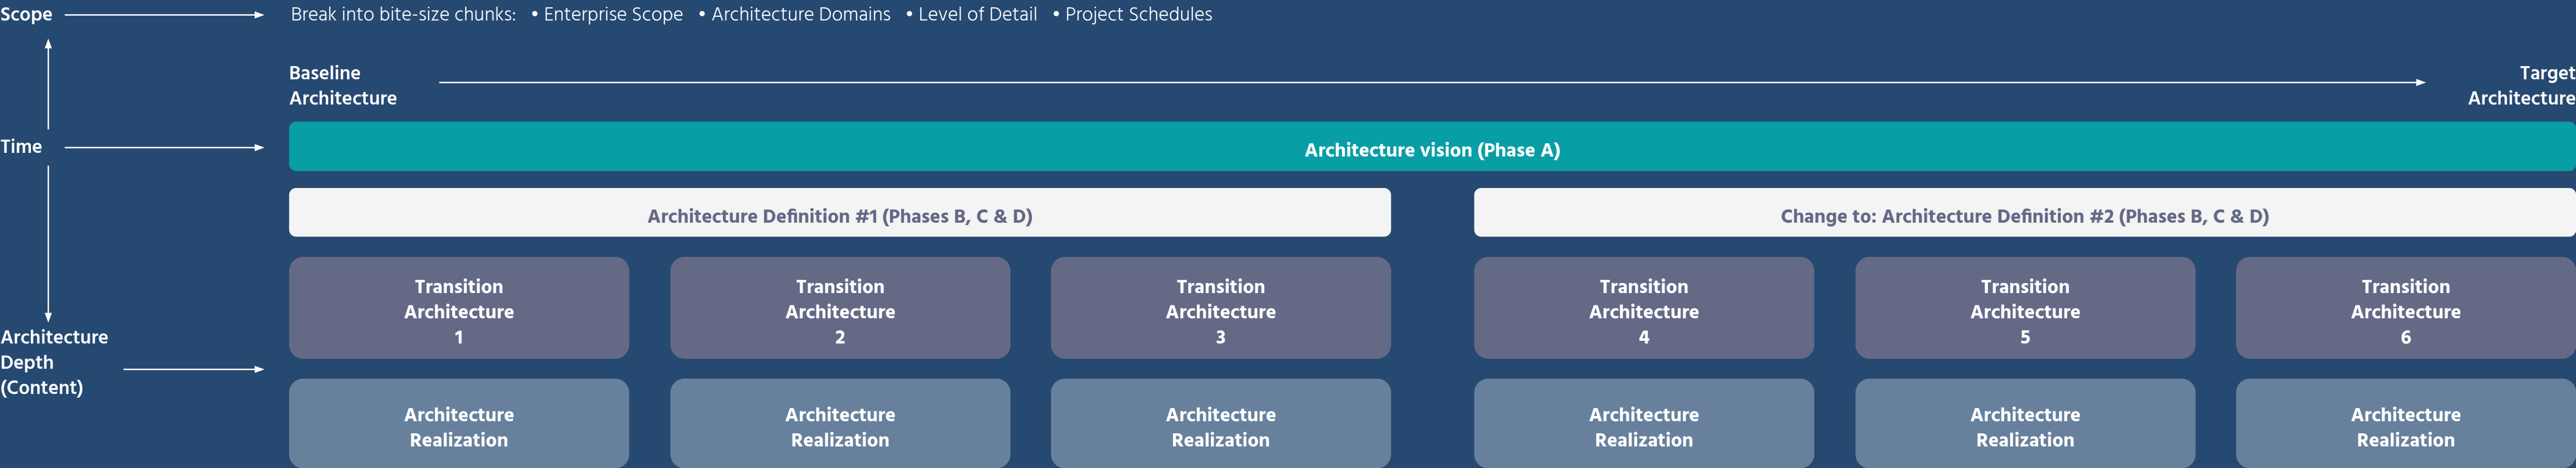 Scope
Break into bite-size chunks: • Enterprise Scope • Architecture Domains • Level of Detail • Project Schedules
Baseline
Architecture
Target
Architecture
Time
Architecture vision (Phase A)
Architecture Definition #1 (Phases B, C & D)
Change to: Architecture Definition #2 (Phases B, C & D)
Architecture
Depth
(Content)
Transition
Architecture
1
Transition
Architecture
2
Transition
Architecture
3
Transition
Architecture
4
Transition
Architecture
5
Transition
Architecture
6
Architecture
Realization
Architecture
Realization
Architecture
Realization
Architecture
Realization
Architecture
Realization
Architecture
Realization